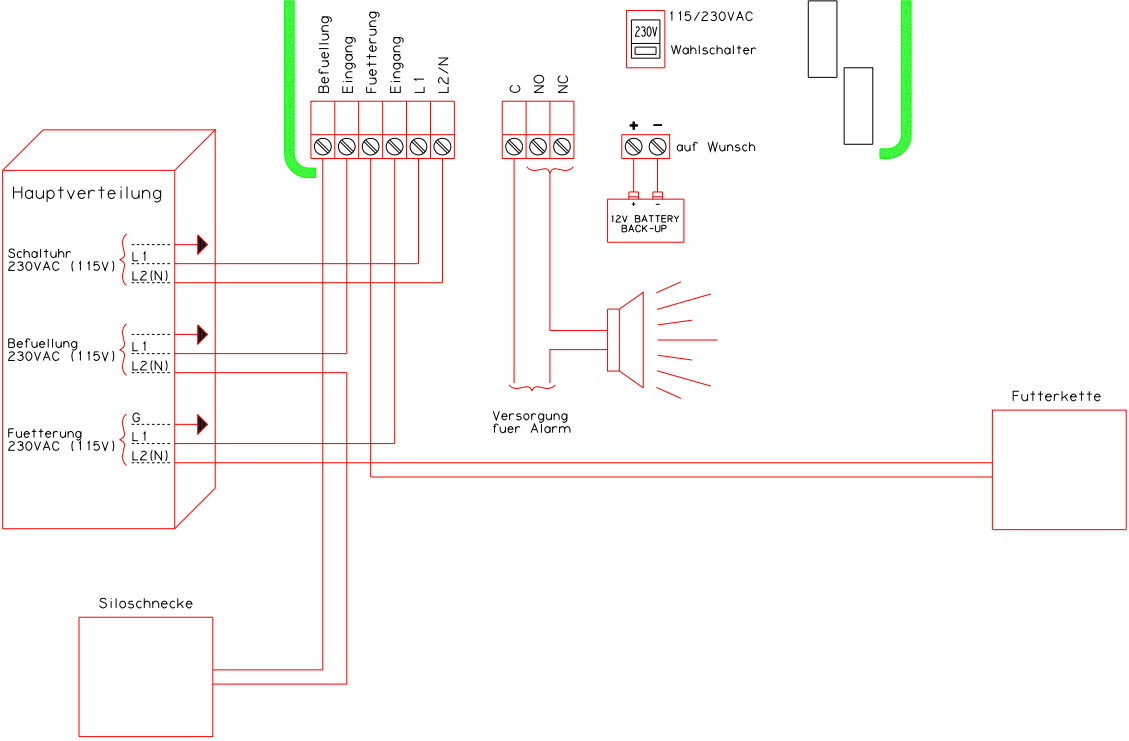 Befuellung
Eingang
Fuetterung
Eingang
L1
L2/N
C
NO
NC
115/230VAC
230V
Wahlschalter
+ −
auf Wunsch
+ −
12V BATTERY
BACK-UP
Hauptverteilung
Schaltuhr
230VAC (115V)
L1
L2(N)
Befuellung
230VAC (115V)
L1
L2(N)
Fuetterung
230VAC (115V)
G
L1
L2(N)
Versorgung
fuer Alarm
Futterkette
Siloschnecke